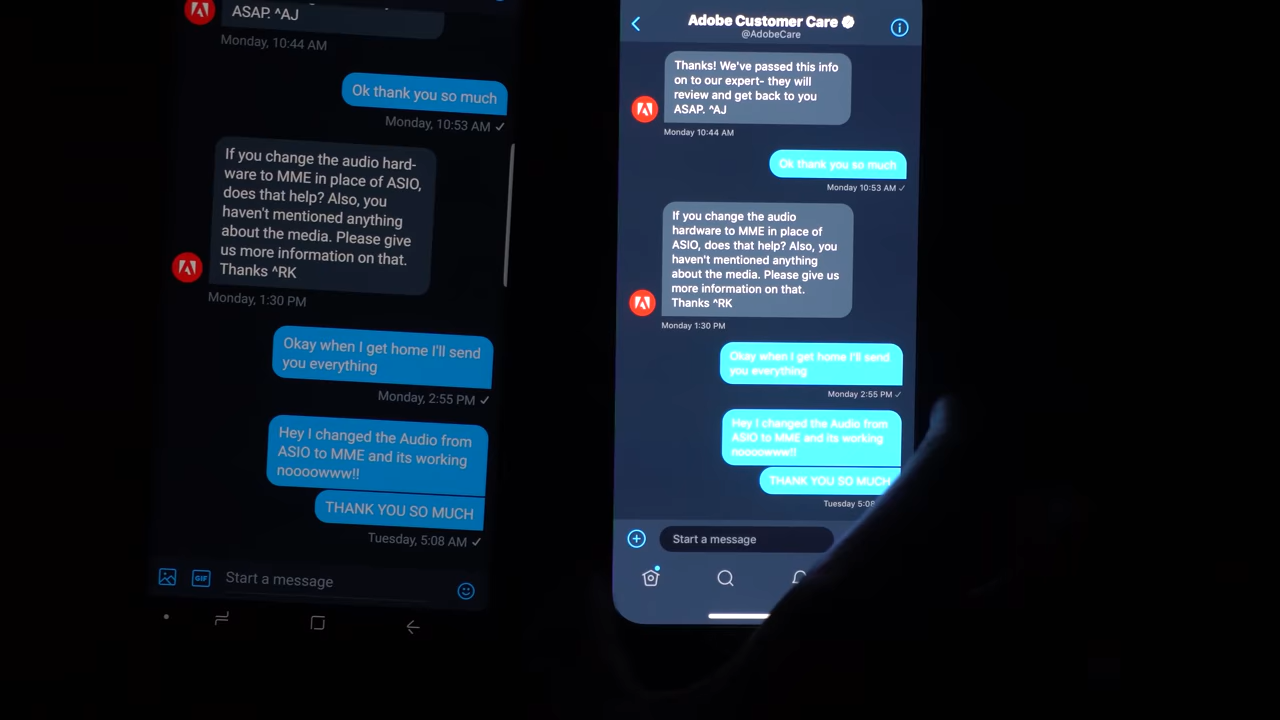 ASAP. ^AJ
Monday, 10:44 AM
Ok thank you so much
Monday, 10:53 AM
If you change the audio hard-
ware to MME in place of ASIO,
does that help? Also, you
haven't mentioned anything
about the media. Please give
us more information on that.
Thanks ^RK
Monday, 1:30 PM
Okay when I get home I'll send
you everything
Monday, 2:55 PM
Hey I changed the Audio from
ASIO to MME and its working
noooowww!!
THANK YOU SO MUCH
Tuesday, 5:08 AM
GIF
Start a message
Adobe Customer Care
@AdobeCare
Thanks! We've passed this info
on to our expert- they will
review and get back to you
ASAP. ^AJ
Monday 10:44 AM
Ok thank you so much
Monday 10:53 AM
If you change the audio
hardware to MME in place of
ASIO, does that help? Also, you
haven't mentioned anything
about the media. Please give us
more information on that.
Thanks ^RK
Monday 1:30 PM
Okay when I get home I'll send
you everything
Monday 2:55 PM
Hey I changed the Audio from
ASIO to MME and its working
noooowww!!
THANK YOU SO MUCH
Tuesday 5:08
Start a message